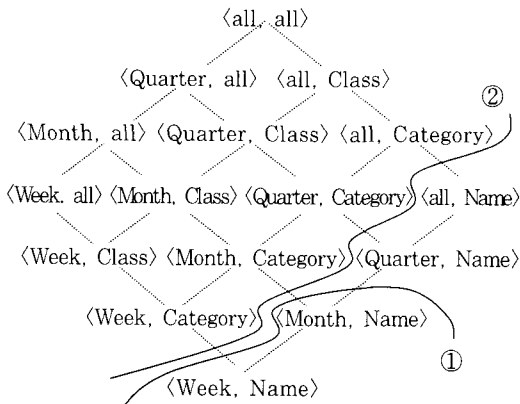 〈all, all〉
〈Quarter, all〉 〈all, Class〉
②
〈Month, all〉 〈Quarter, Class〉 〈all, Category〉
〈Week. all〉 〈Month, Class〉 〈Quarter, Category〉 〈all, Name〉
〈Week, Class〉 〈Month, Category〉 〈Quarter, Name〉
〈Week, Category〉 〈Month, Name〉
①
〈Week, Name〉